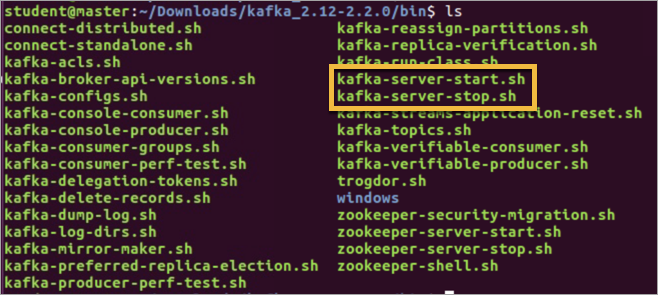 student@master:~/Downloads/kafka_2.12-2.2.0/bin$ ls
connect-distributed.sh kafka-reassign-partitions.sh
connect-standalone.sh kafka-replica-verification.sh
kafka-acls.sh kafka-run-class.sh
kafka-broker-api-versions.sh kafka-server-start.sh
kafka-configs.sh kafka-server-stop.sh
kafka-console-consumer.sh kafka-streams-application-reset.sh
kafka-console-producer.sh kafka-topics.sh
kafka-consumer-groups.sh kafka-verifiable-consumer.sh
kafka-consumer-perf-test.sh kafka-verifiable-producer.sh
kafka-delegation-tokens.sh trogdor.sh
kafka-delete-records.sh windows
kafka-dump-log.sh zookeeper-security-migration.sh
kafka-log-dirs.sh zookeeper-server-start.sh
kafka-mirror-maker.sh zookeeper-server-stop.sh
kafka-preferred-replica-election.sh zookeeper-shell.sh
kafka-producer-perf-test.sh